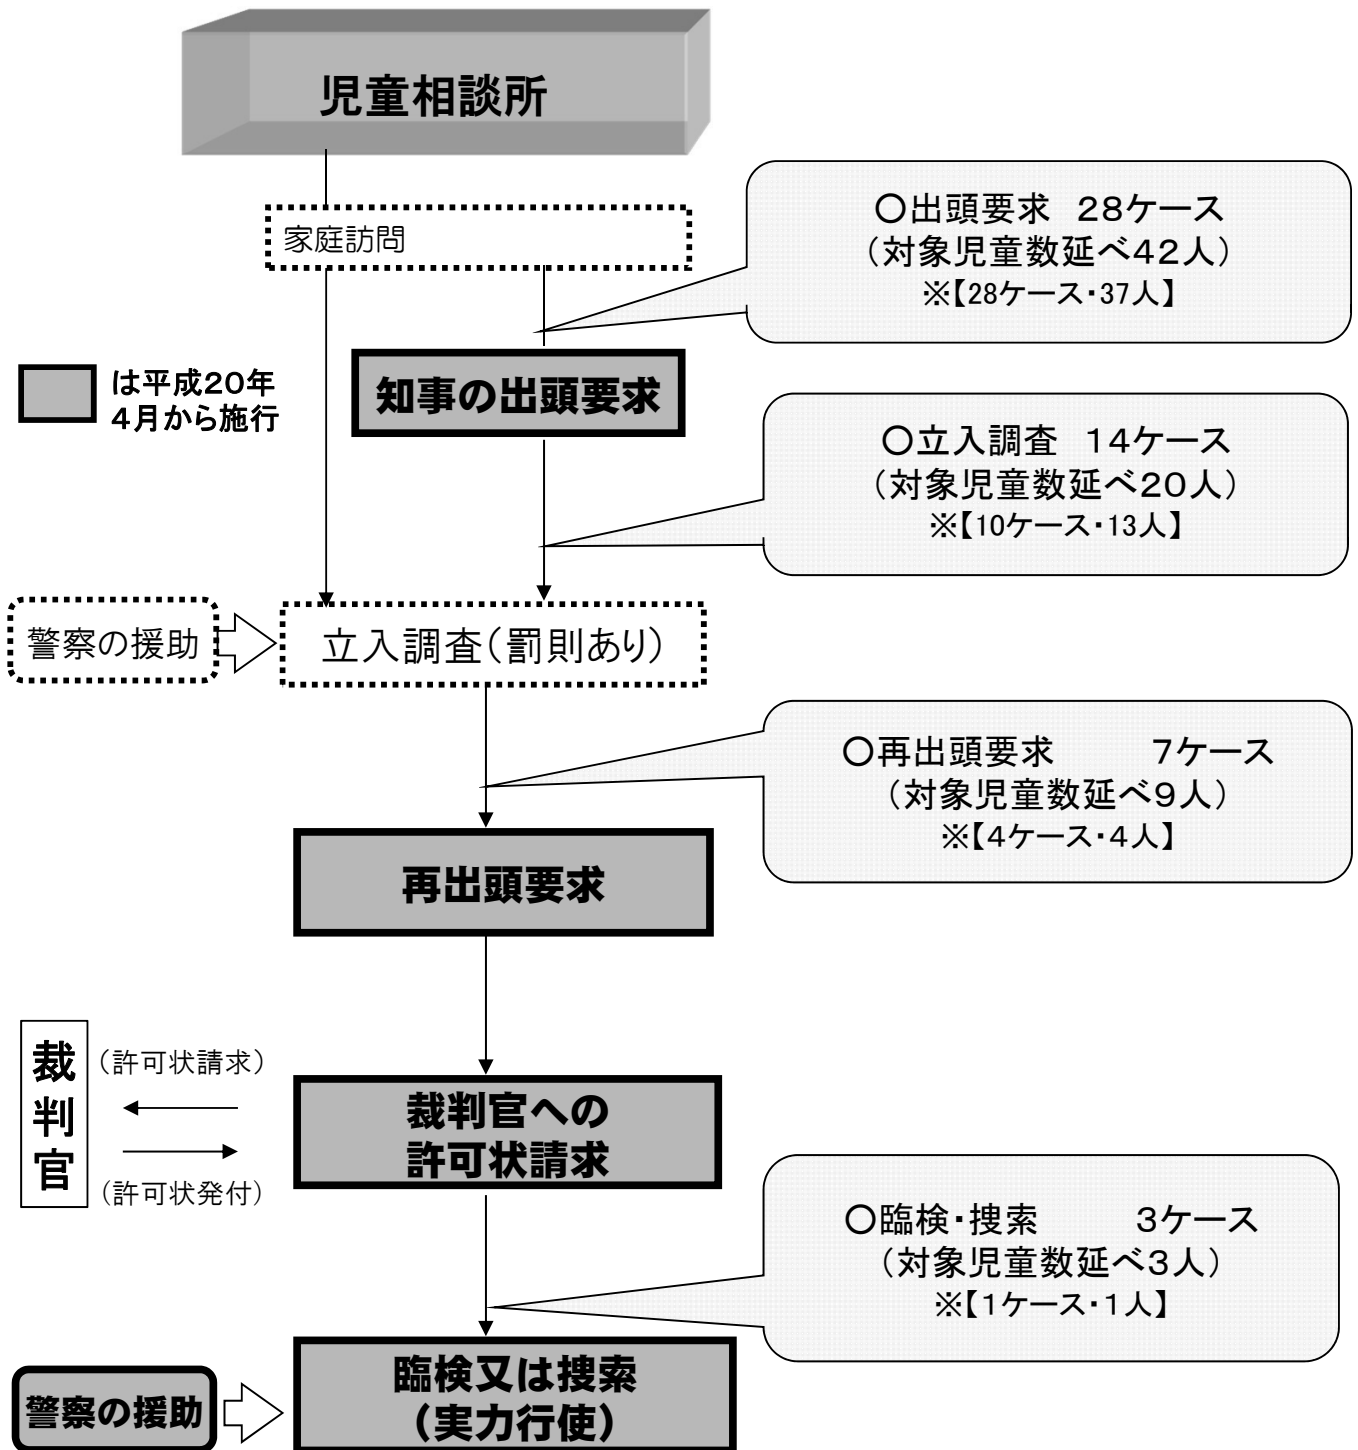 児童相談所
家庭訪問
○出頭要求　28ケース
（対象児童数延べ42人）
※【28ケース・37人】
は平成20年
4月から施行
知事の出頭要求
○立入調査　14ケース
（対象児童数延べ20人）
※【10ケース・13人】
警察の援助
立入調査（罰則あり）
○再出頭要求　　　7ケース
（対象児童数延べ9人）
※【4ケース・4人】
再出頭要求
裁判官
（許可状請求）
（許可状発付）
裁判官への
許可状請求
○臨検・捜索　　　3ケース
（対象児童数延べ3人）
※【1ケース・1人】
警察の援助
臨検又は捜索
（実力行使）